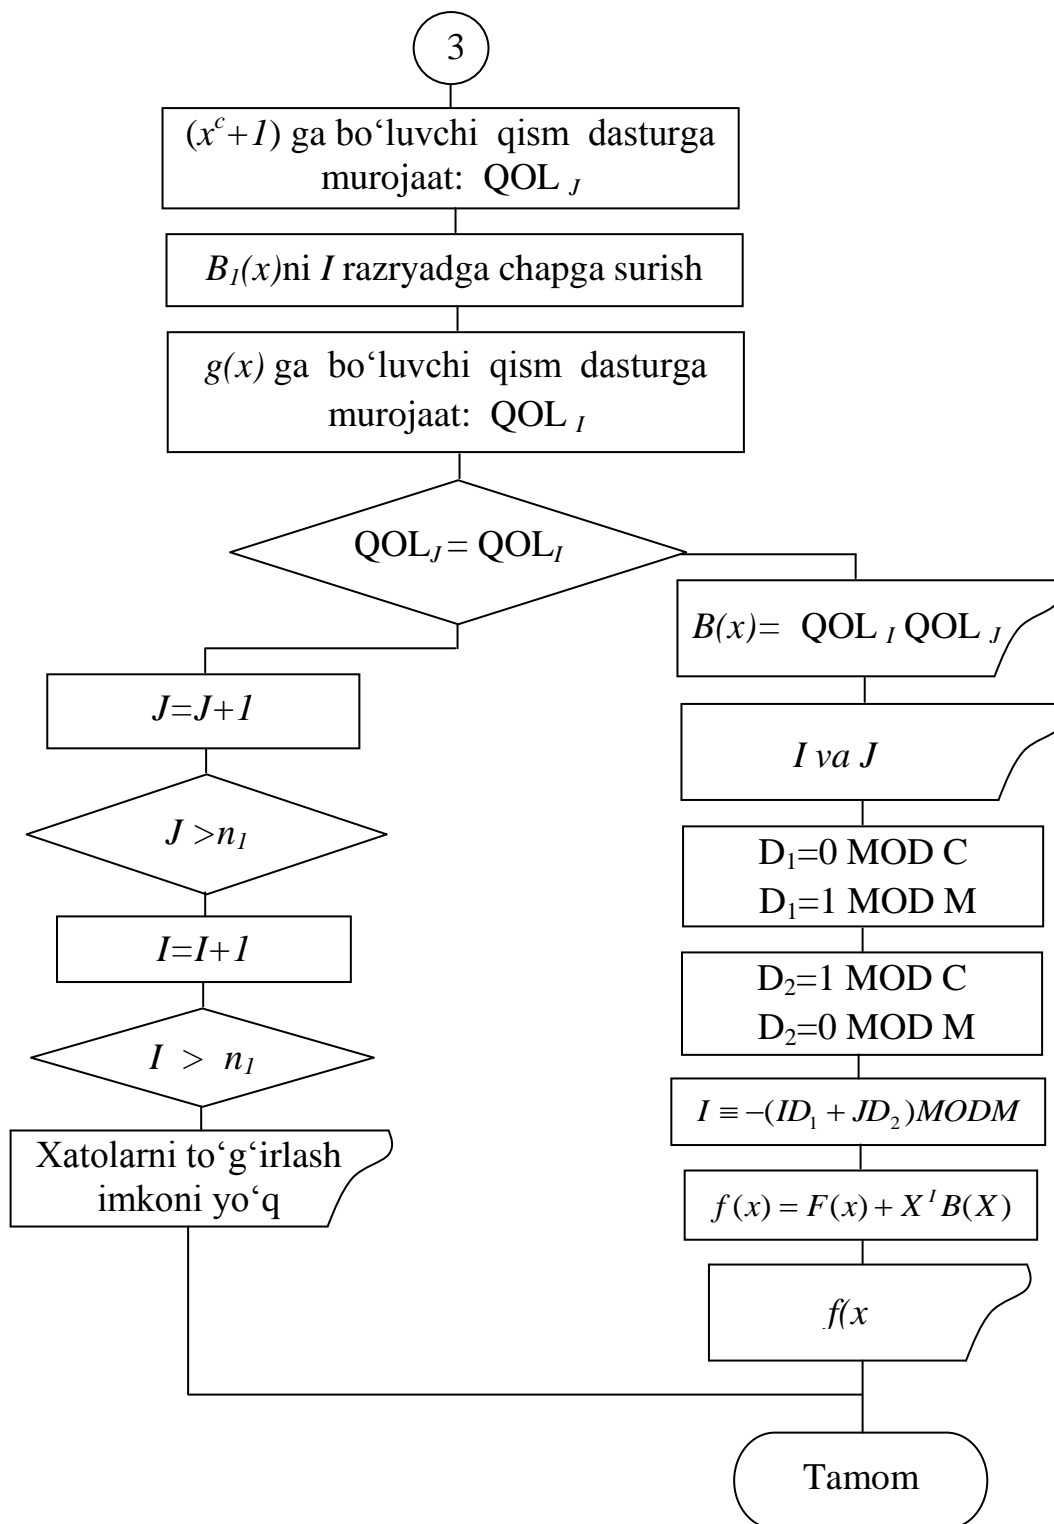 3
(x^c+1) ga bo‘luvchi qism dasturga
murojaat: QOL_J
B_1(x)ni I razryadga chapga surish
g(x) ga bo‘luvchi qism dasturga
murojaat: QOL_I
QOL_J = QOL_I
B(x)= QOL_I QOL_J
J=J+1
I va J
J >n_1
D_1=0 MOD C
D_1=1 MOD M
I=I+1
D_2=1 MOD C
D_2=0 MOD M
I > n_1
I ≡ -(ID_1 + JD_2)MODM
Xatolarni to‘g‘irlash
imkoni yo‘q
f(x) = F(x) + X^I B(X)
f(x
Tamom